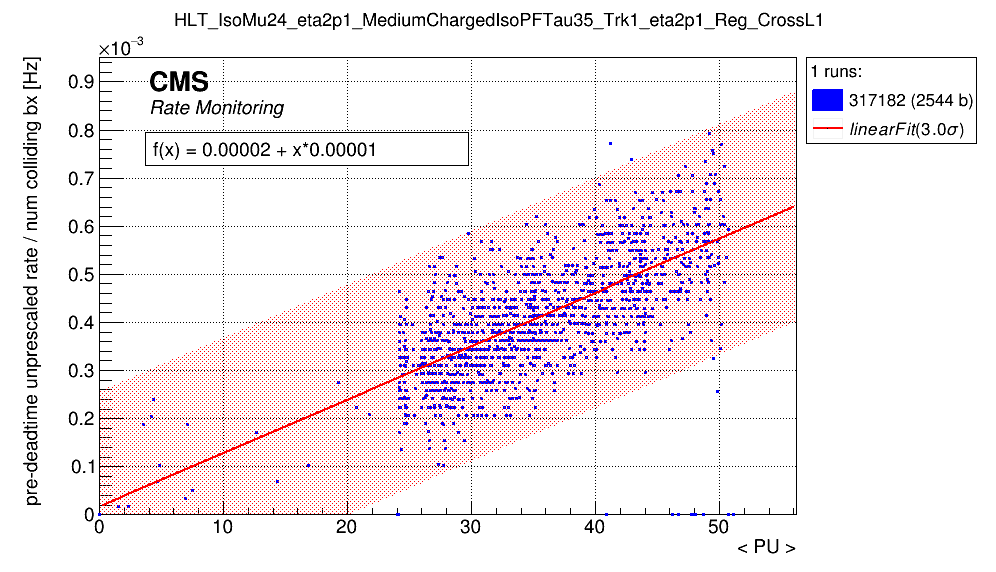 HLT_IsoMu24_eta2p1_MediumChargedIsoPFTau35_Trk1_eta2p1_Reg_CrossL1
×10⁻³
CMS
Rate Monitoring
f(x) = 0.00002 + x*0.00001
1 runs:
317182 (2544 b)
linearFit(3.0σ)
pre-deadtime unprescaled rate / num colliding bx [Hz]
0.9
0.8
0.7
0.6
0.5
0.4
0.3
0.2
0.1
0
0 10 20 30 40 50
< PU >